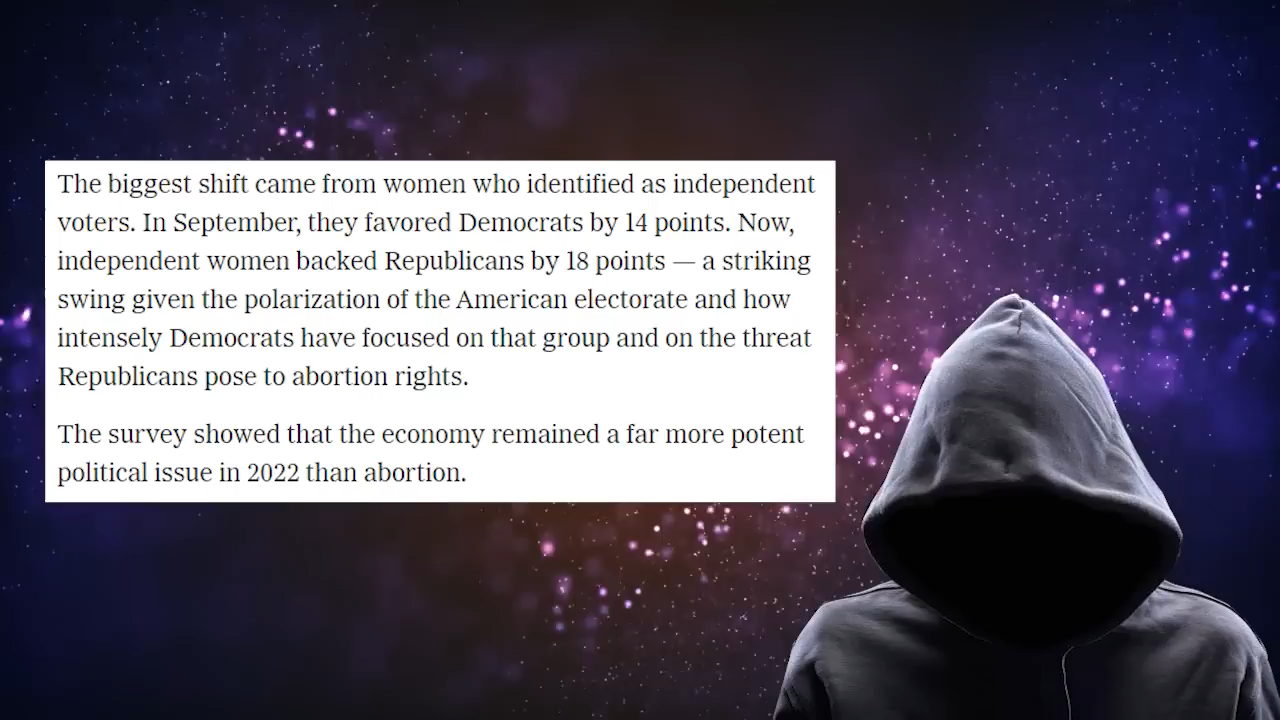 The biggest shift came from women who identified as independent
voters. In September, they favored Democrats by 14 points. Now,
independent women backed Republicans by 18 points — a striking
swing given the polarization of the American electorate and how
intensely Democrats have focused on that group and on the threat
Republicans pose to abortion rights.
The survey showed that the economy remained a far more potent
political issue in 2022 than abortion.